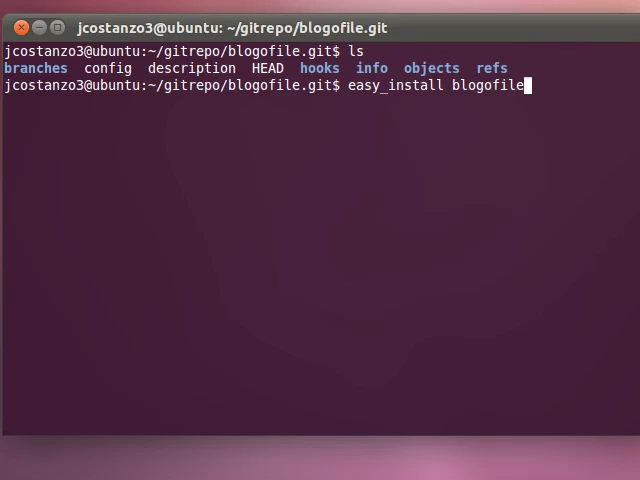 jcostanzo3@ubuntu: ~/gitrepo/blogofile.git
jcostanzo3@ubuntu:~/gitrepo/blogofile.git$ ls
branches config description HEAD hooks info objects refs
jcostanzo3@ubuntu:~/gitrepo/blogofile.git$ easy_install blogofile